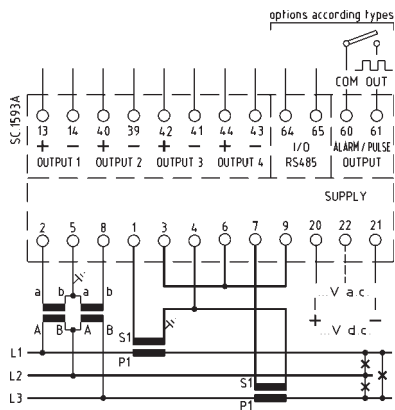 options according types
COM OUT
SC 1593A
13 14 40 39 42 41 44 43 64 65 60 61
+ − + − + − + − I/O ALARM / PULSE
OUTPUT 1 OUTPUT 2 OUTPUT 3 OUTPUT 4 RS485 OUTPUT
SUPPLY
2 5 8 1 3 4 6 7 9 20 22 21
a b a b
...V a.c.
+ −
A B A B
...V d.c.
S1
L1 P1
L2
S1
L3 P1